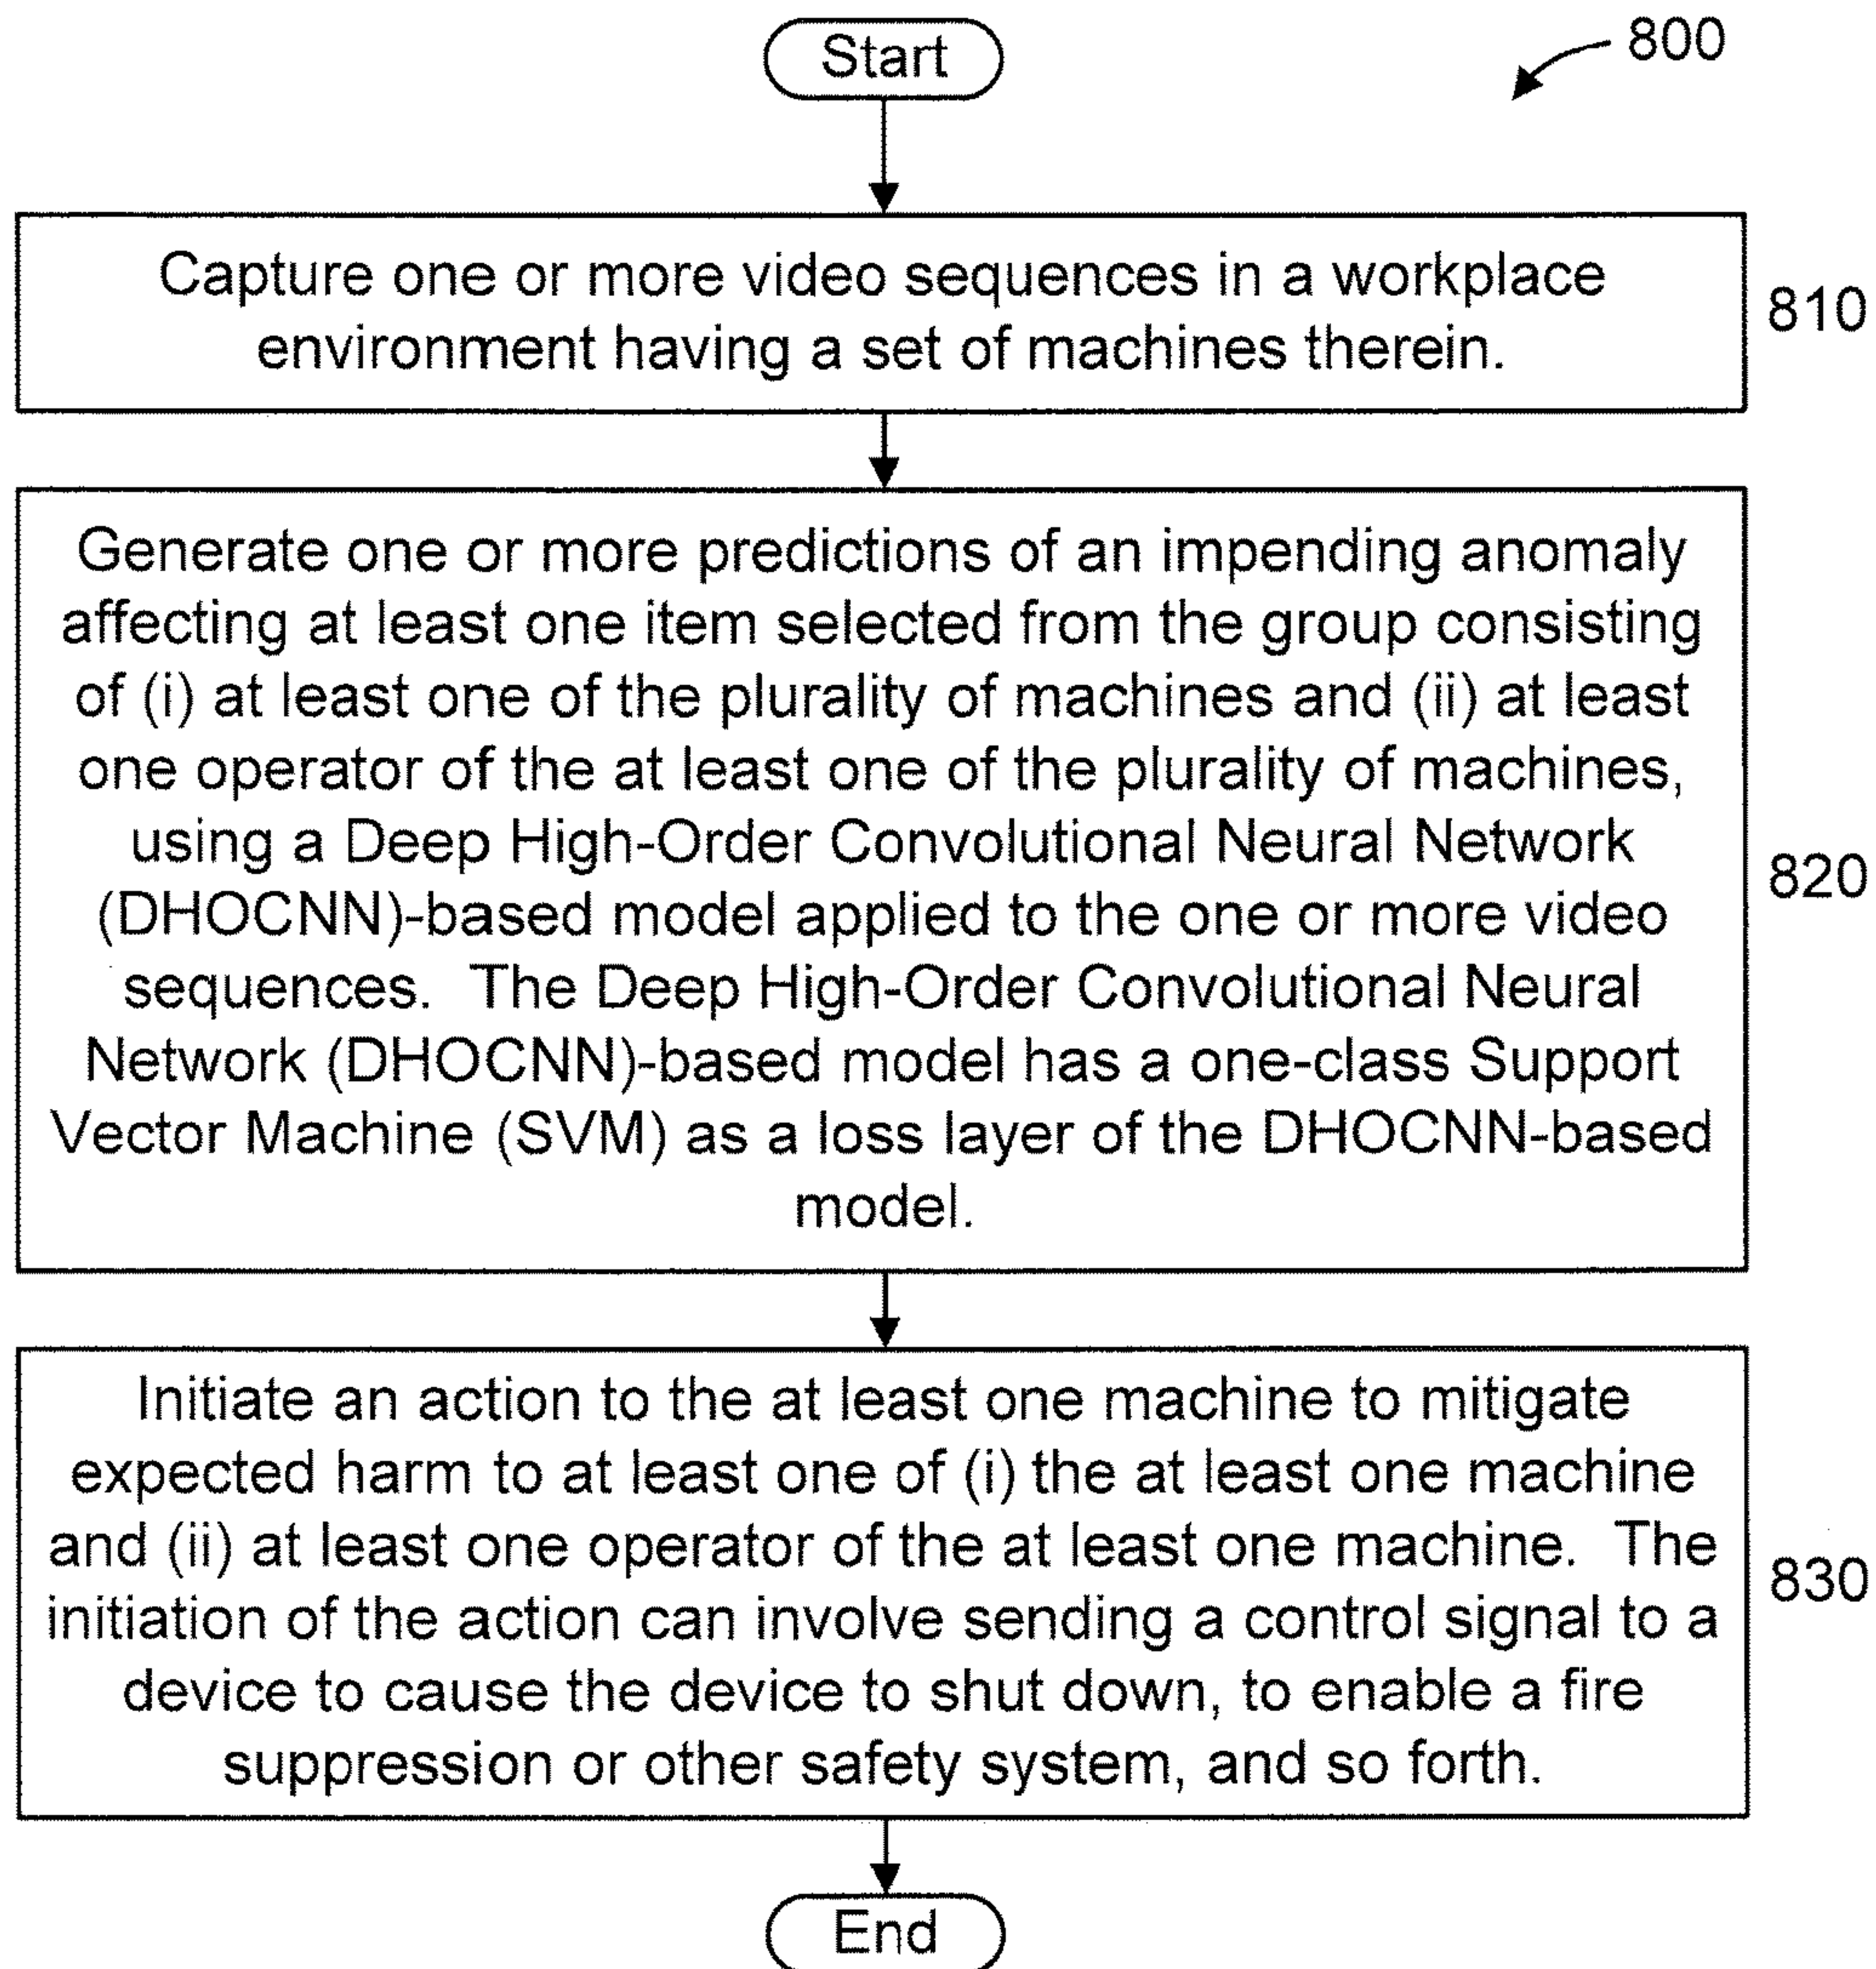 Start
800
Capture one or more video sequences in a workplace
environment having a set of machines therein.
810
Generate one or more predictions of an impending anomaly
affecting at least one item selected from the group consisting
of (i) at least one of the plurality of machines and (ii) at least
one operator of the at least one of the plurality of machines,
using a Deep High-Order Convolutional Neural Network
(DHOCNN)-based model applied to the one or more video
sequences. The Deep High-Order Convolutional Neural
Network (DHOCNN)-based model has a one-class Support
Vector Machine (SVM) as a loss layer of the DHOCNN-based
model.
820
Initiate an action to the at least one machine to mitigate
expected harm to at least one of (i) the at least one machine
and (ii) at least one operator of the at least one machine. The
initiation of the action can involve sending a control signal to a
device to cause the device to shut down, to enable a fire
suppression or other safety system, and so forth.
830
End